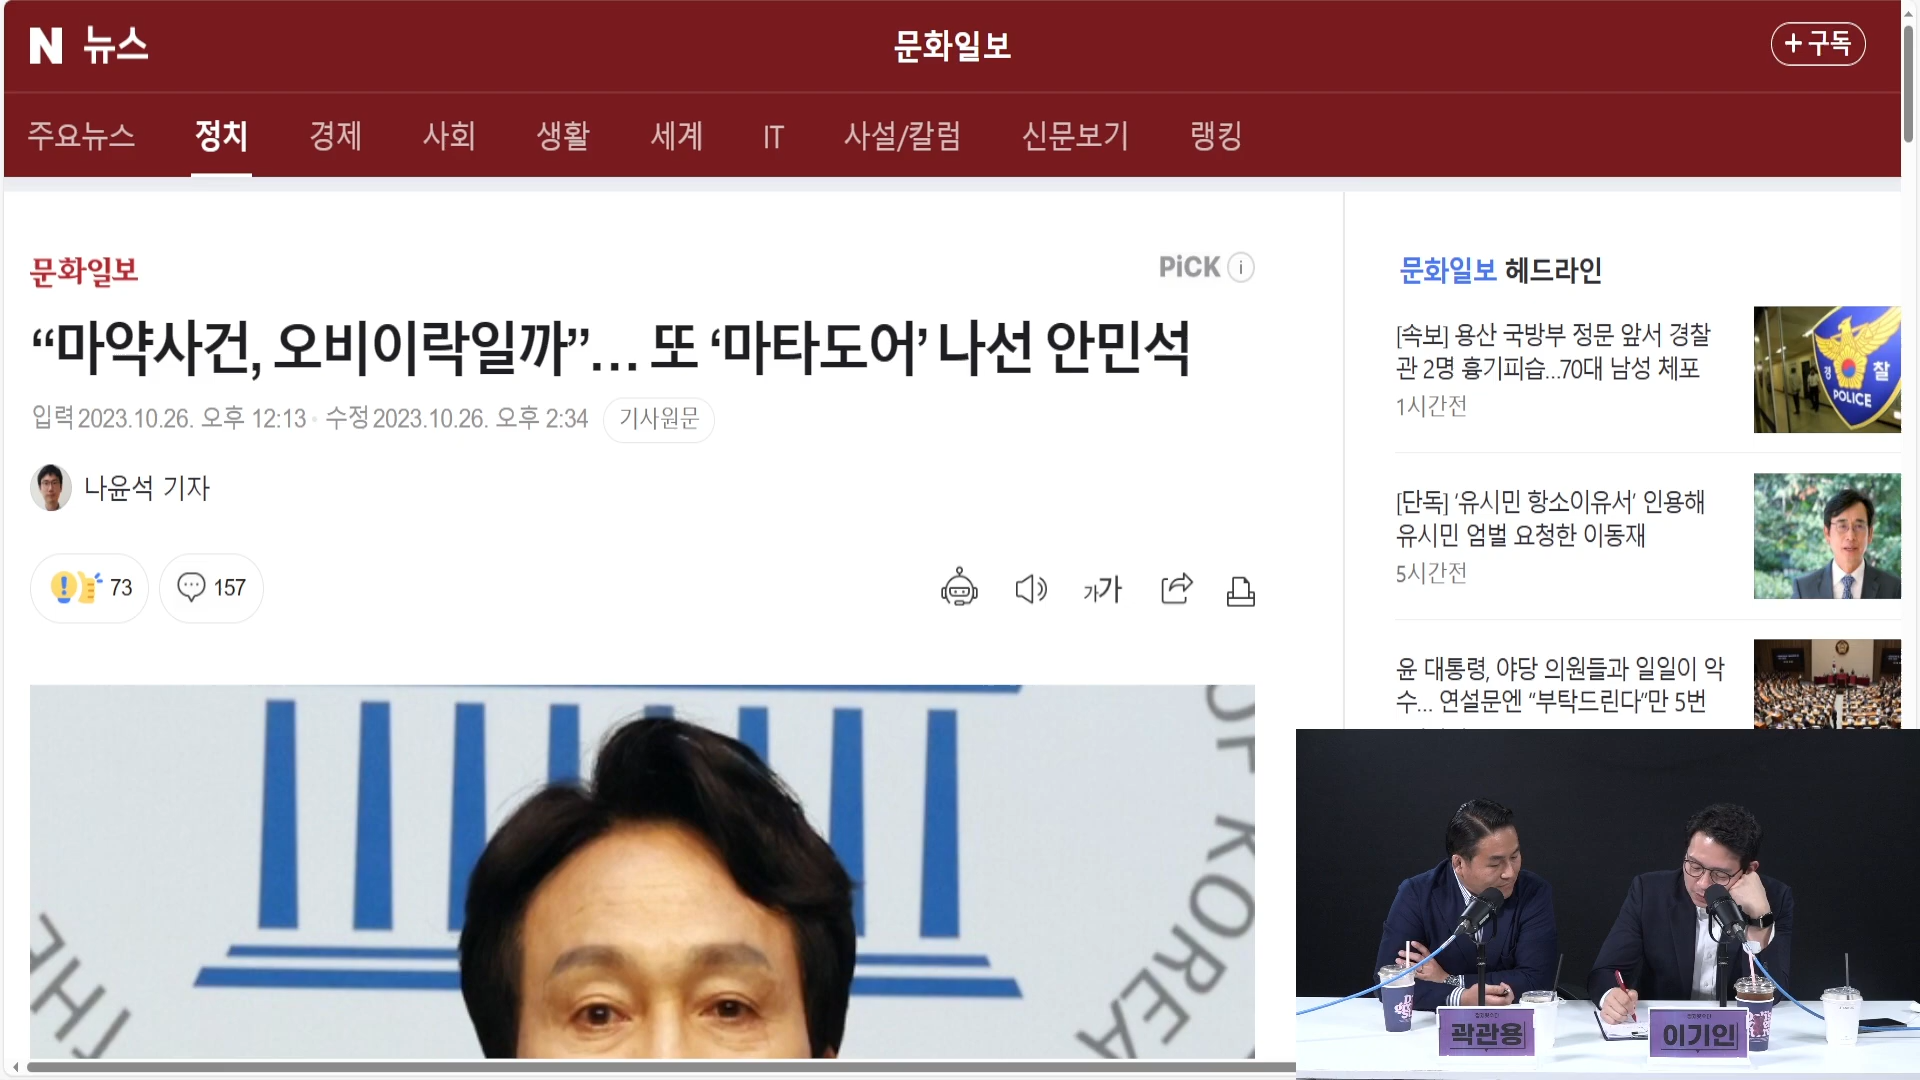 N 뉴스
문화일보
+ 구독
주요뉴스 정치 경제 사회 생활 세계 IT 사설/칼럼 신문보기 랭킹
문화일보
PiCK i
“마약사건, 오비이락일까”… 또 ‘마타도어’ 나선 안민석
입력 2023.10.26. 오후 12:13 · 수정 2023.10.26. 오후 2:34 기사원문
나윤석 기자
73 157
가가
문화일보 헤드라인
[속보] 용산 국방부 정문 앞서 경찰
관 2명 흉기피습...70대 남성 체포
1시간전
경 찰
POLICE
[단독] ‘유시민 항소이유서’ 인용해
유시민 엄벌 요청한 이동재
5시간전
윤 대통령, 야당 의원들과 일일이 악
수... 연설문엔 “부탁드린다”만 5번
THE
OF KOREA
곽관용
이기인